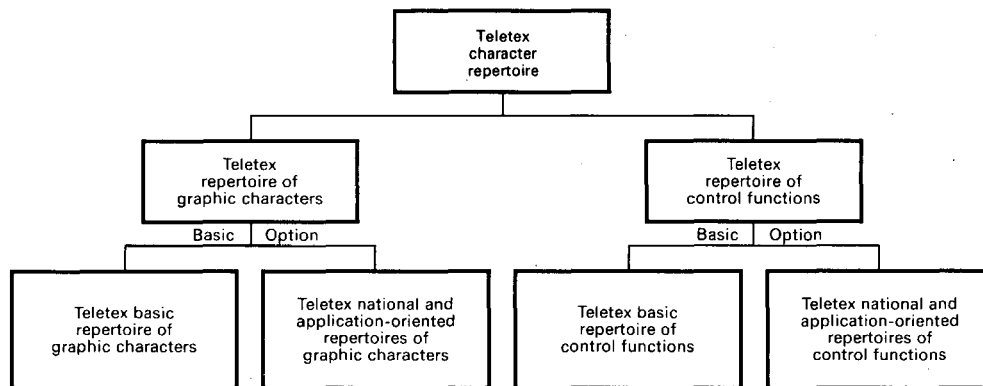 Teletex
character
repertoire
Teletex
repertoire of
graphic characters
Teletex
repertoire of
control functions
Basic Option
Basic Option
Teletex basic
repertoire of
graphic characters
Teletex national and
application-oriented
repertoires of
graphic characters
Teletex basic
repertoire of
control functions
Teletex national and
application-oriented
repertoires of
control functions